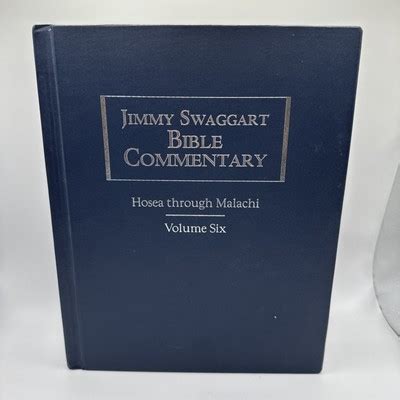 JIMMY SWAGGART
BIBLE
COMMENTARY
Hosea through Malachi
Volume Six